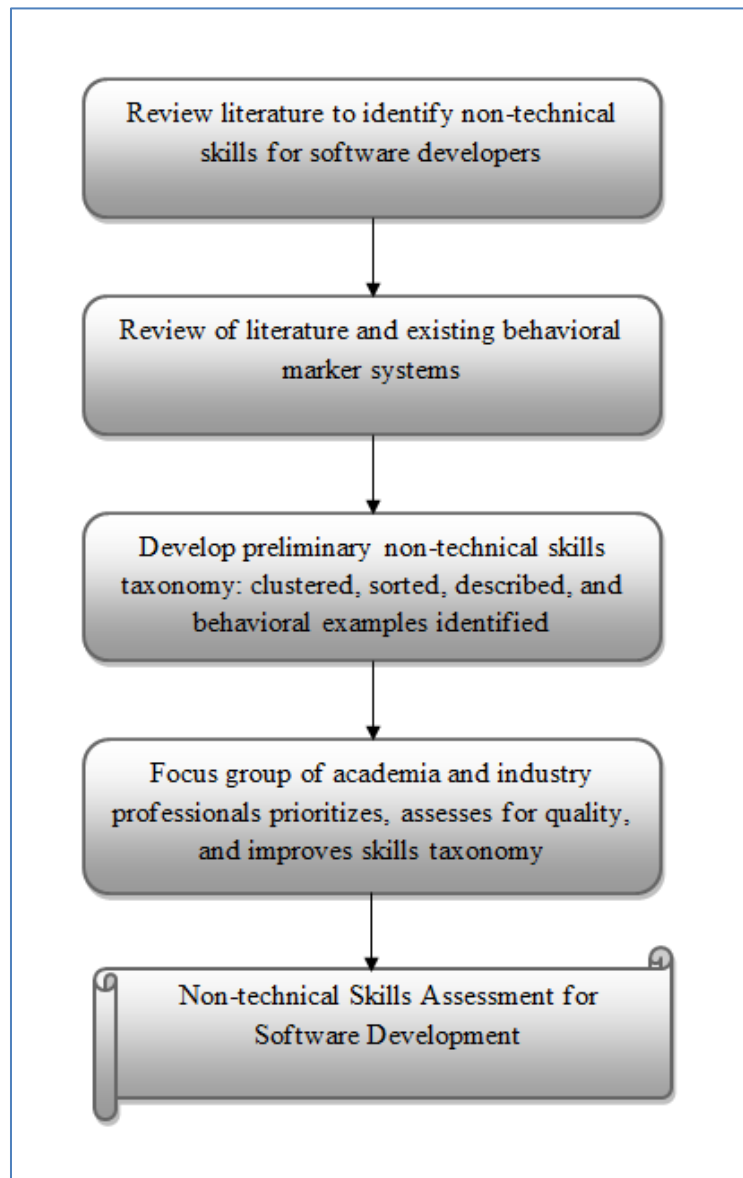 Review literature to identify non-technical
skills for software developers
Review of literature and existing behavioral
marker systems
Develop preliminary non-technical skills
taxonomy: clustered, sorted, described, and
behavioral examples identified
Focus group of academia and industry
professionals prioritizes, assesses for quality,
and improves skills taxonomy
Non-technical Skills Assessment for
Software Development